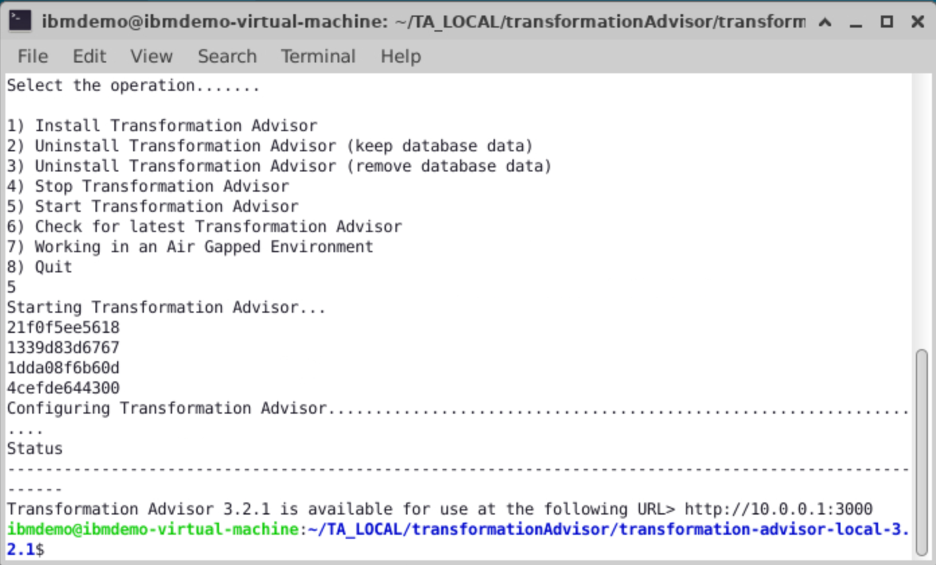 ibmdemo@ibmdemo-virtual-machine: ~/TA_LOCAL/transformationAdvisor/transform
File Edit View Search Terminal Help
Select the operation.......
1) Install Transformation Advisor
2) Uninstall Transformation Advisor (keep database data)
3) Uninstall Transformation Advisor (remove database data)
4) Stop Transformation Advisor
5) Start Transformation Advisor
6) Check for latest Transformation Advisor
7) Working in an Air Gapped Environment
8) Quit
5
Starting Transformation Advisor...
21f0f5ee5618
1339d83d6767
1dda08f6b60d
4cefde644300
Configuring Transformation Advisor..............................................................
....
Status
------------------------------------------------------------------------------------------------
------
Transformation Advisor 3.2.1 is available for use at the following URL> http://10.0.0.1:3000
ibmdemo@ibmdemo-virtual-machine:~/TA_LOCAL/transformationAdvisor/transformation-advisor-local-3.
2.1$